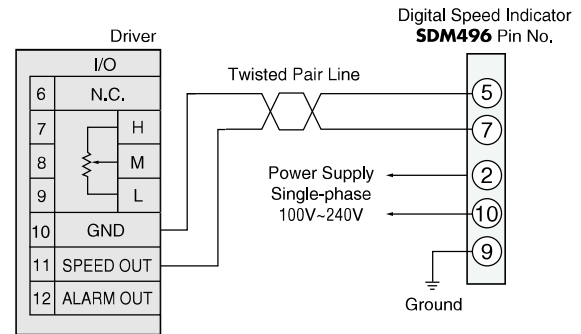 Digital Speed Indicator
SDM496 Pin No.
Driver
I/O
6 N.C.
7 H
8 M
9 L
10 GND
11 SPEED OUT
12 ALARM OUT
Twisted Pair Line
5
7
Power Supply
Single-phase
100V~240V
2
10
9
Ground